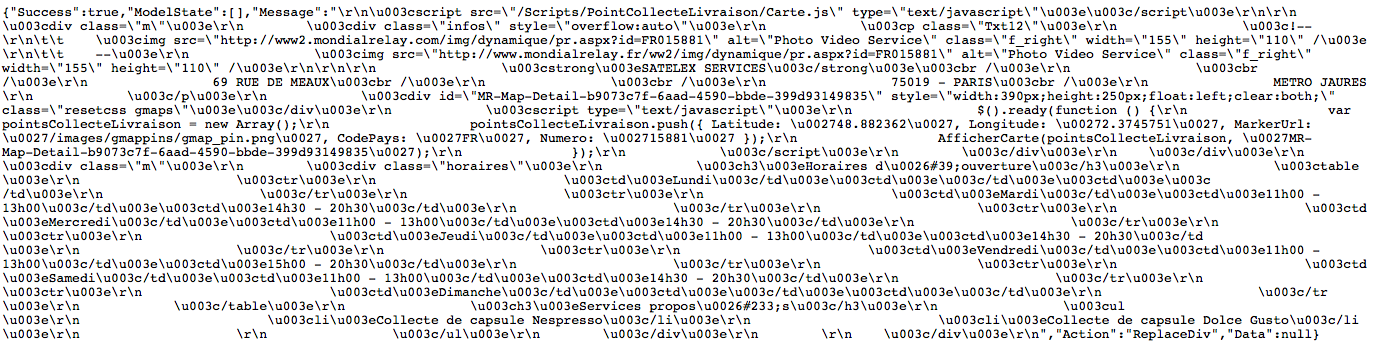 {"Success":true,"ModelState":[],"Message":"\r\n\u003cscript src=\"/Scripts/PointCollecteLivraison/Carte.js\" type=\"text/javascript\"\u003e\u003c/script\u003e\r\n\r\n
\u003cdiv class=\"m\"\u003e\r\n \u003cdiv class=\"infos\" style=\"overflow:auto\"\u003e\r\n \u003cp class=\"Txt12\"\u003e\r\n \u003c!--
\r\n\t\t \u003cimg src=\"http://www2.mondialrelay.com/img/dynamique/pr.aspx?id=FR015881\" alt=\"Photo Video Service\" class=\"f_right\" width=\"155\" height=\"110\" /\u003e
\r\n\t\t --\u003e\r\n \u003cimg src=\"http://www.mondialrelay.fr/ww2/img/dynamique/pr.aspx?id=FR015881\" alt=\"Photo Video Service\" class=\"f_right\"
width=\"155\" height=\"110\" /\u003e\r\n\r\n\r\n \u003cstrong\u003eSATELEX SERVICES\u003c/strong\u003e\u003cbr /\u003e\r\n \u003cbr
/\u003e\r\n 69 RUE DE MEAUX\u003cbr /\u003e\r\n \u003cbr /\u003e\r\n 75019 - PARIS\u003cbr /\u003e\r\n METRO JAURES
\r\n \u003c/p\u003e\r\n \u003cdiv id=\"MR-Map-Detail-b9073c7f-6aad-4590-bbde-399d93149835\" style=\"width:390px;height:250px;float:left;clear:both;\"
class=\"resetcss gmaps\"\u003e\u003c/div\u003e\r\n \u003cscript type=\"text/javascript\"\u003e\r\n $().ready(function () {\r\n var
pointsCollecteLivraison = new Array();\r\n pointsCollecteLivraison.push({ Latitude: \u002748.882362\u0027, Longitude: \u00272.3745751\u0027, MarkerUrl:
\u0027/images/gmappins/gmap_pin.png\u0027, CodePays: \u0027FR\u0027, Numero: \u002715881\u0027 });\r\n AfficherCarte(pointsCollecteLivraison, \u0027MR-
Map-Detail-b9073c7f-6aad-4590-bbde-399d93149835\u0027);\r\n });\r\n \u003c/script\u003e\r\n \u003c/div\u003e\r\n \u003c/div\u003e\r\n
\u003cdiv class=\"m\"\u003e\r\n \u003cdiv class=\"horaires\"\u003e\r\n \u003ch3\u003eHoraires d\u0026#39;ouverture\u003c/h3\u003e\r\n \u003ctable
\u003e\r\n \u003ctr\u003e\r\n \u003ctd\u003eLundi\u003c/td\u003e\u003ctd\u003e\u003c/td\u003e\u003ctd\u003e\u003c
/td\u003e\r\n \u003c/tr\u003e\r\n \u003ctr\u003e\r\n \u003ctd\u003eMardi\u003c/td\u003e\u003ctd\u003e11h00 -
13h00\u003c/td\u003e\u003ctd\u003e14h30 - 20h30\u003c/td\u003e\r\n \u003c/tr\u003e\r\n \u003ctr\u003e\r\n \u003ctd
\u003eMercredi\u003c/td\u003e\u003ctd\u003e11h00 - 13h00\u003c/td\u003e\u003ctd\u003e14h30 - 20h30\u003c/td\u003e\r\n \u003c/tr\u003e\r\n
\u003ctr\u003e\r\n \u003ctd\u003eJeudi\u003c/td\u003e\u003ctd\u003e11h00 - 13h00\u003c/td\u003e\u003ctd\u003e14h30 - 20h30\u003c/td
\u003e\r\n \u003c/tr\u003e\r\n \u003ctr\u003e\r\n \u003ctd\u003eVendredi\u003c/td\u003e\u003ctd\u003e11h00 -
13h00\u003c/td\u003e\u003ctd\u003e15h00 - 20h30\u003c/td\u003e\r\n \u003c/tr\u003e\r\n \u003ctr\u003e\r\n \u003ctd
\u003eSamedi\u003c/td\u003e\u003ctd\u003e11h00 - 13h00\u003c/td\u003e\u003ctd\u003e14h30 - 20h30\u003c/td\u003e\r\n \u003c/tr\u003e\r\n
\u003ctr\u003e\r\n \u003ctd\u003eDimanche\u003c/td\u003e\u003ctd\u003e\u003c/td\u003e\u003ctd\u003e\u003c/td\u003e\r\n \u003c/tr
\u003e\r\n \u003c/table\u003e\r\n \u003ch3\u003eServices propos\u0026#233;s\u003c/h3\u003e\r\n \u003cul
\u003e\r\n \u003cli\u003eCollecte de capsule Nespresso\u003c/li\u003e\r\n \u003cli\u003eCollecte de capsule Dolce Gusto\u003c/li
\u003e\r\n \r\n \u003c/ul\u003e\r\n \u003c/div\u003e\r\n \r\n \u003c/div\u003e\r\n","Action":"ReplaceDiv","Data":null}